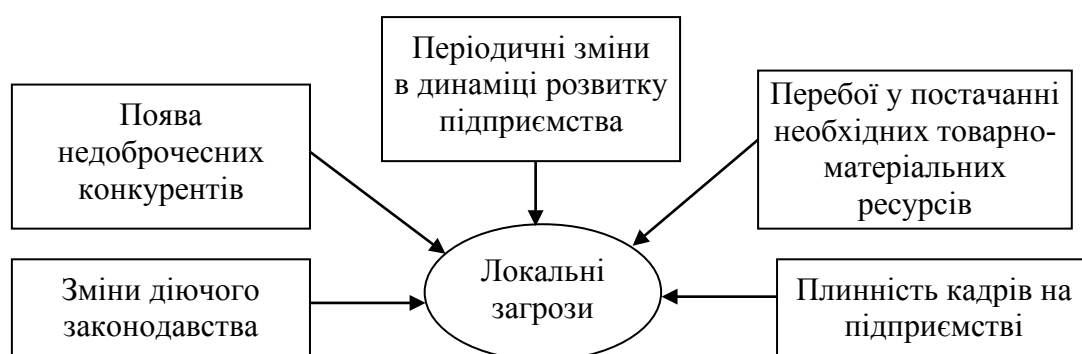 Періодичні зміни
в динаміці розвитку
підприємства
Поява
недоброчесних
конкурентів
Перебої у постачанні
необхідних товарно-
матеріальних
ресурсів
Локальні
загрози
Зміни діючого
законодавства
Плинність кадрів на
підприємстві